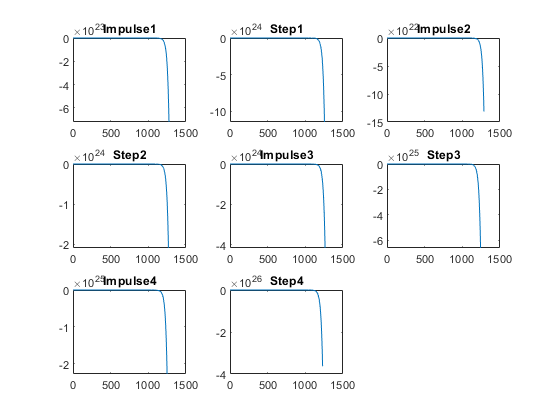 ×10^23 Impulse1
0
-2
-4
-6
0 500 1000 1500
×10^24 Step1
0
-5
-10
0 500 1000 1500
×10^22 Impulse2
0
-5
-10
-15
0 500 1000 1500
×10^24 Step2
0
-1
-2
0 500 1000 1500
×10^24 Impulse3
0
-2
-4
0 500 1000 1500
×10^25 Step3
0
-2
-4
-6
0 500 1000 1500
×10^25 Impulse4
0
-1
-2
0 500 1000 1500
×10^26 Step4
0
-2
-4
0 500 1000 1500